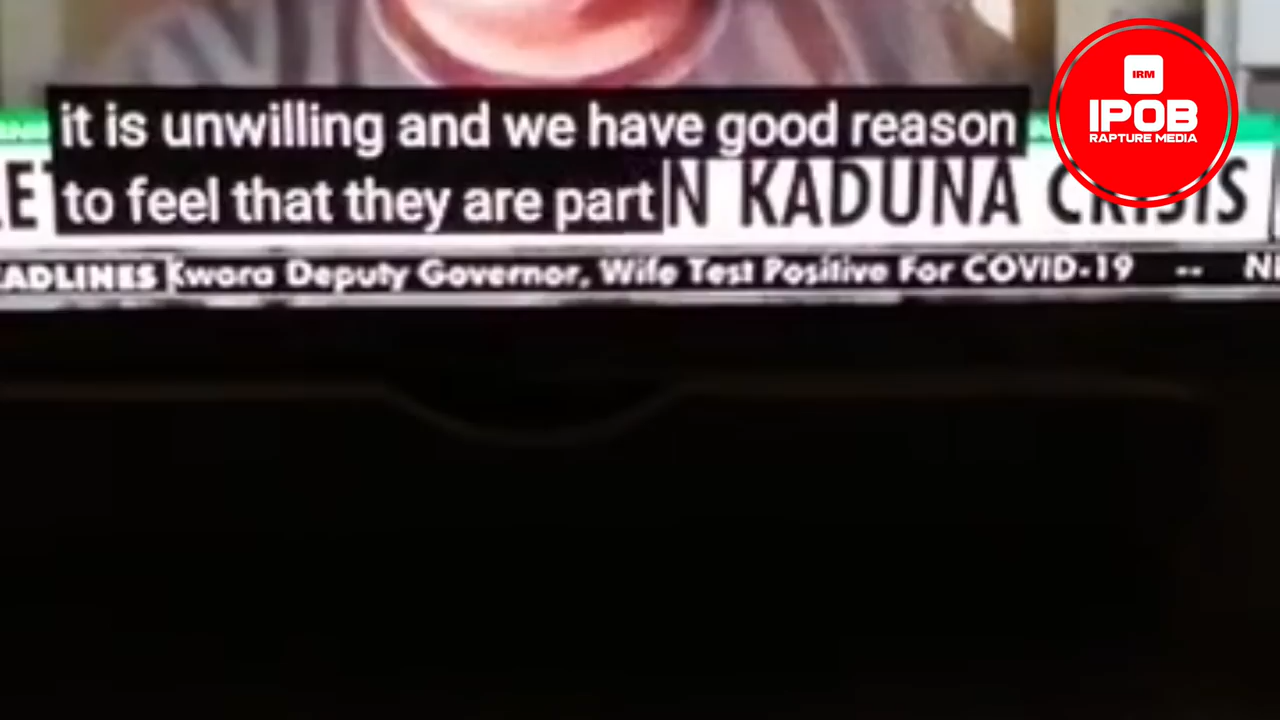 IRM
IPOB
RAPTURE MEDIA
it is unwilling and we have good reason
to feel that they are part
N KADUNA CRISIS
ADLINES Kwara Deputy Governor, Wife Test Positive For COVID-19 --